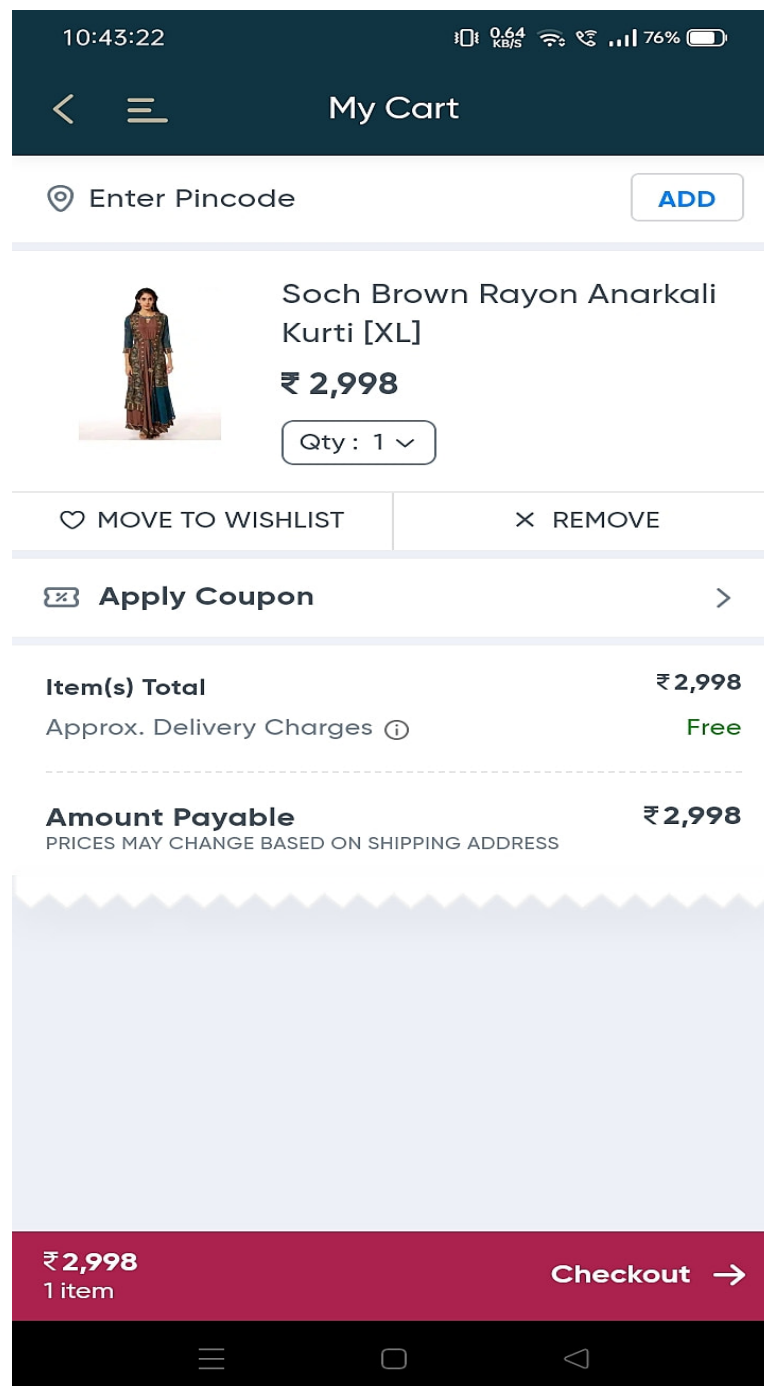 10:43:22
0.64 KB/S 76%
My Cart
Enter Pincode ADD
Soch Brown Rayon Anarkali
Kurti [XL]
₹ 2,998
Qty : 1
MOVE TO WISHLIST REMOVE
Apply Coupon
Item(s) Total ₹2,998
Approx. Delivery Charges Free
Amount Payable ₹2,998
PRICES MAY CHANGE BASED ON SHIPPING ADDRESS
₹2,998
1 item
Checkout